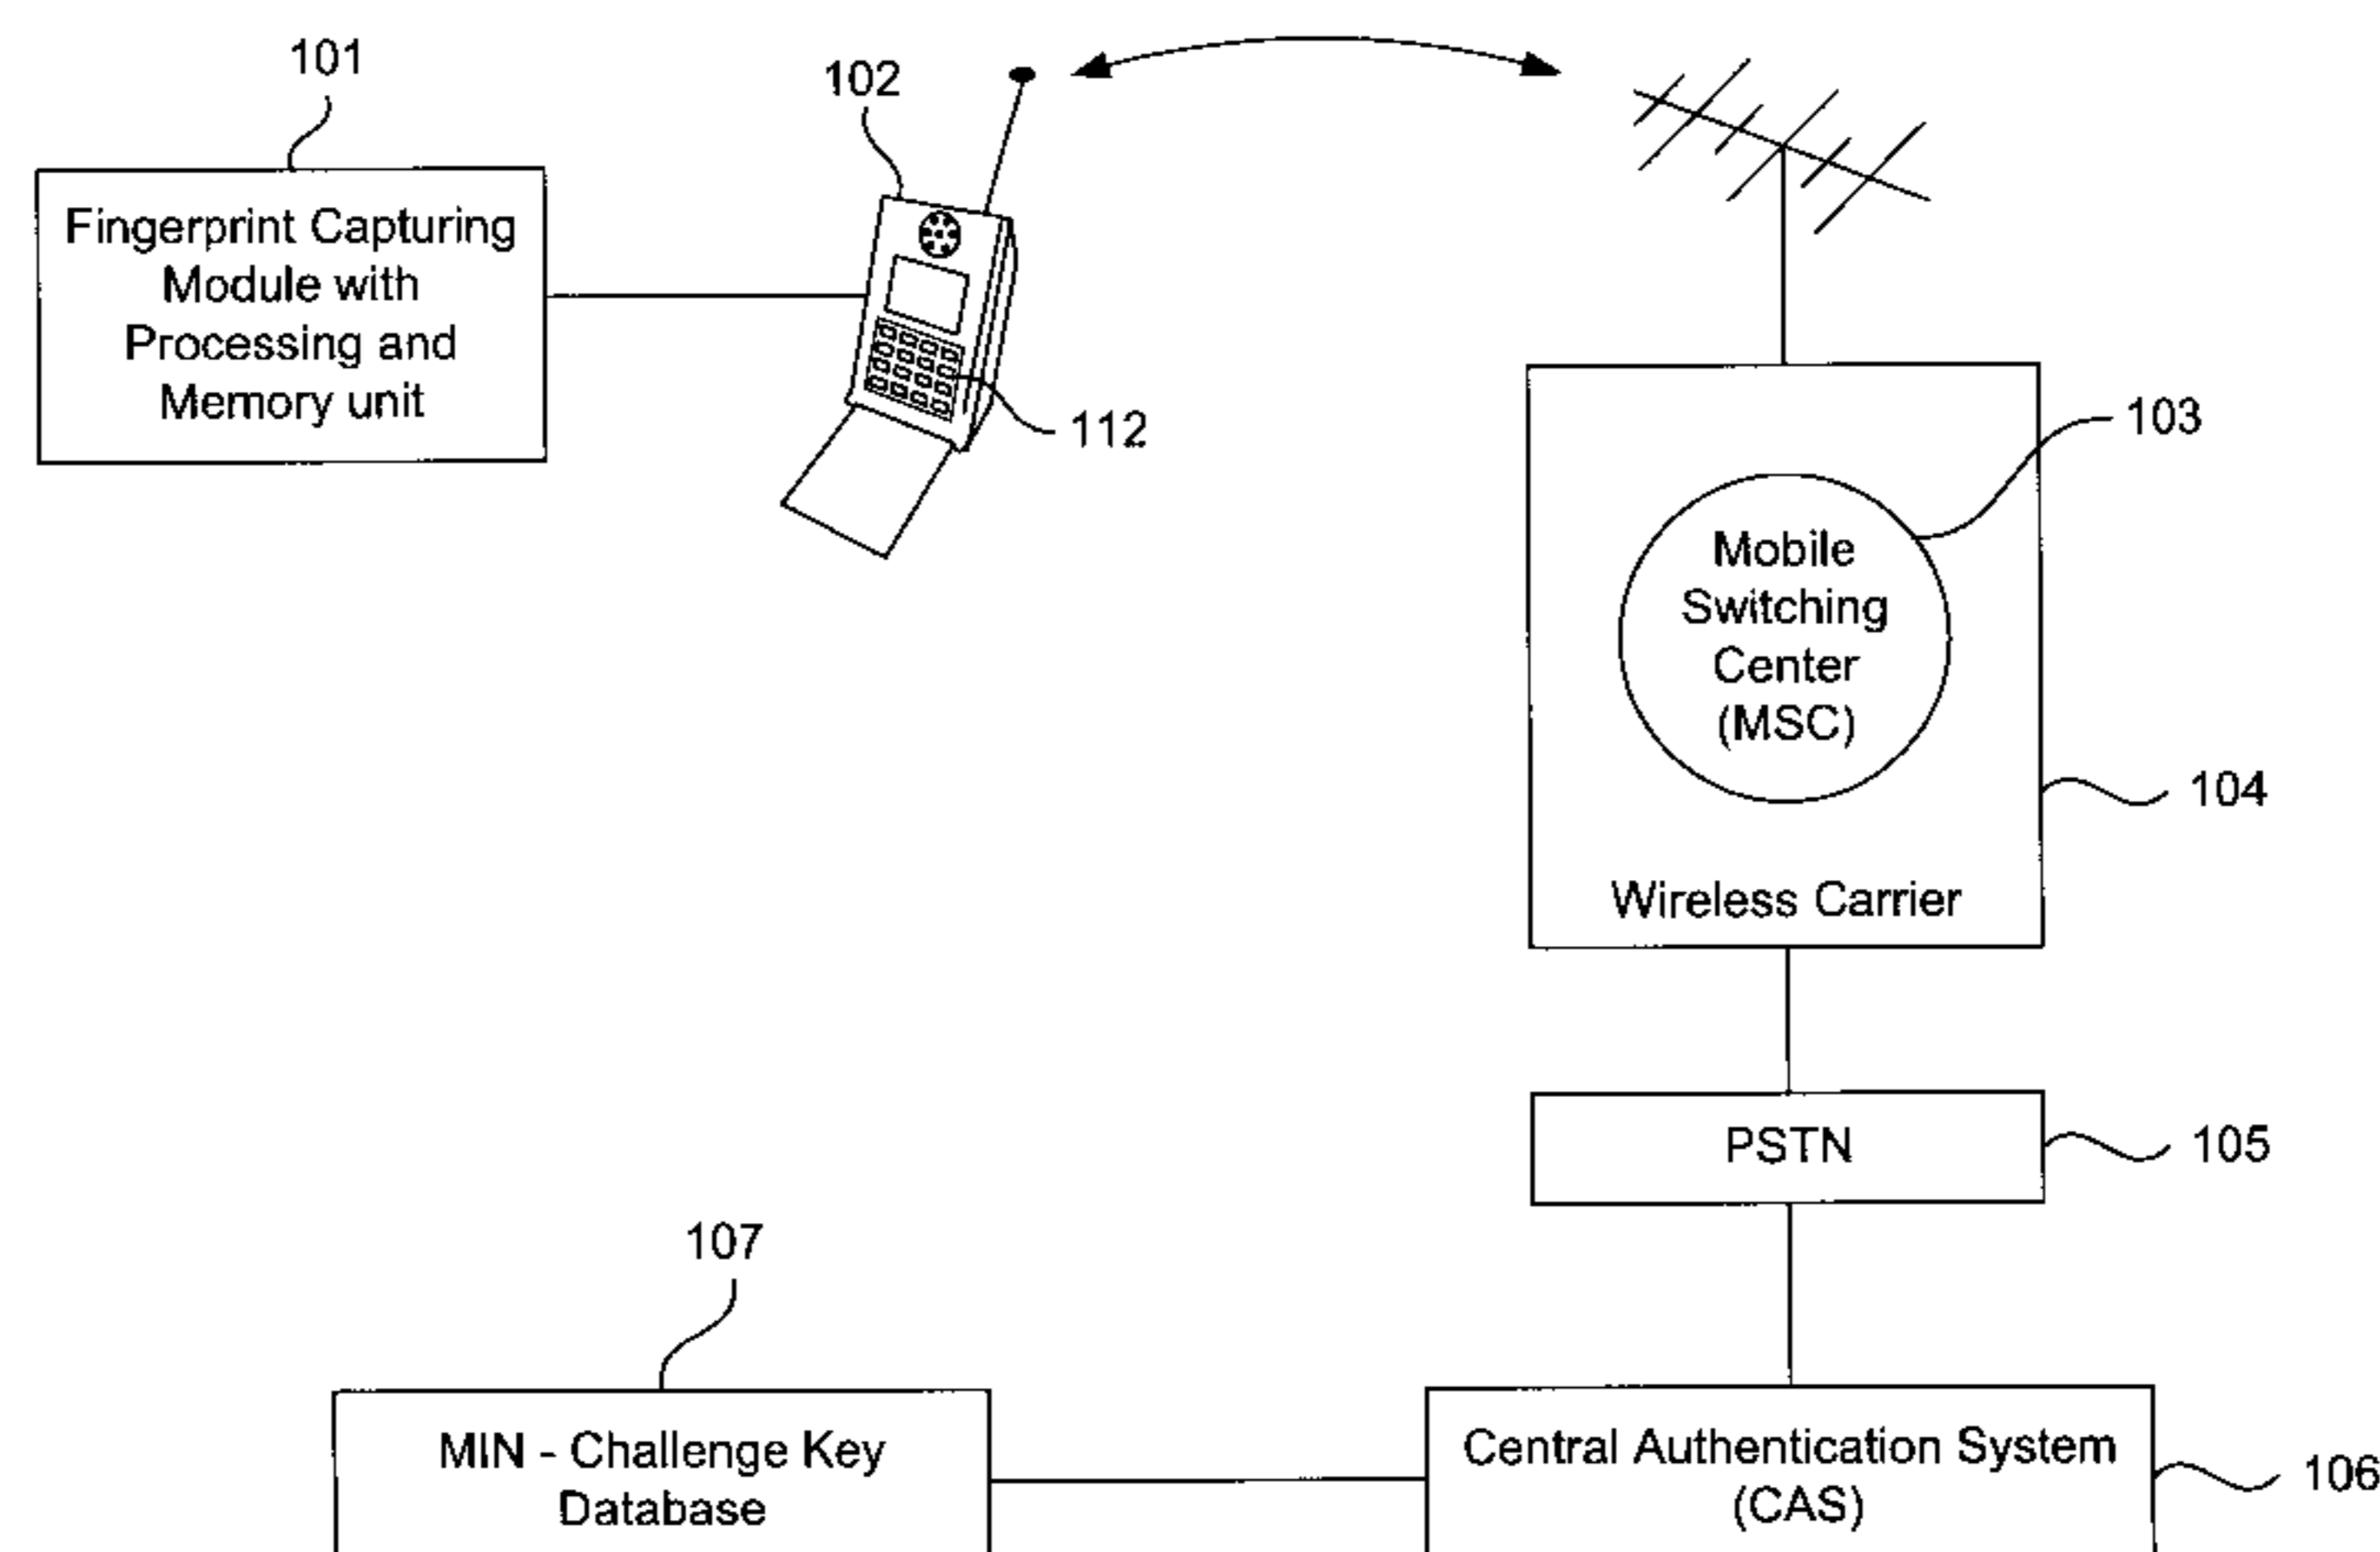 101
102
Fingerprint Capturing
Module with
Processing and
Memory unit
112
103
Mobile
Switching
Center
(MSC)
104
Wireless Carrier
PSTN
105
107
MIN - Challenge Key
Database
Central Authentication System
(CAS)
106